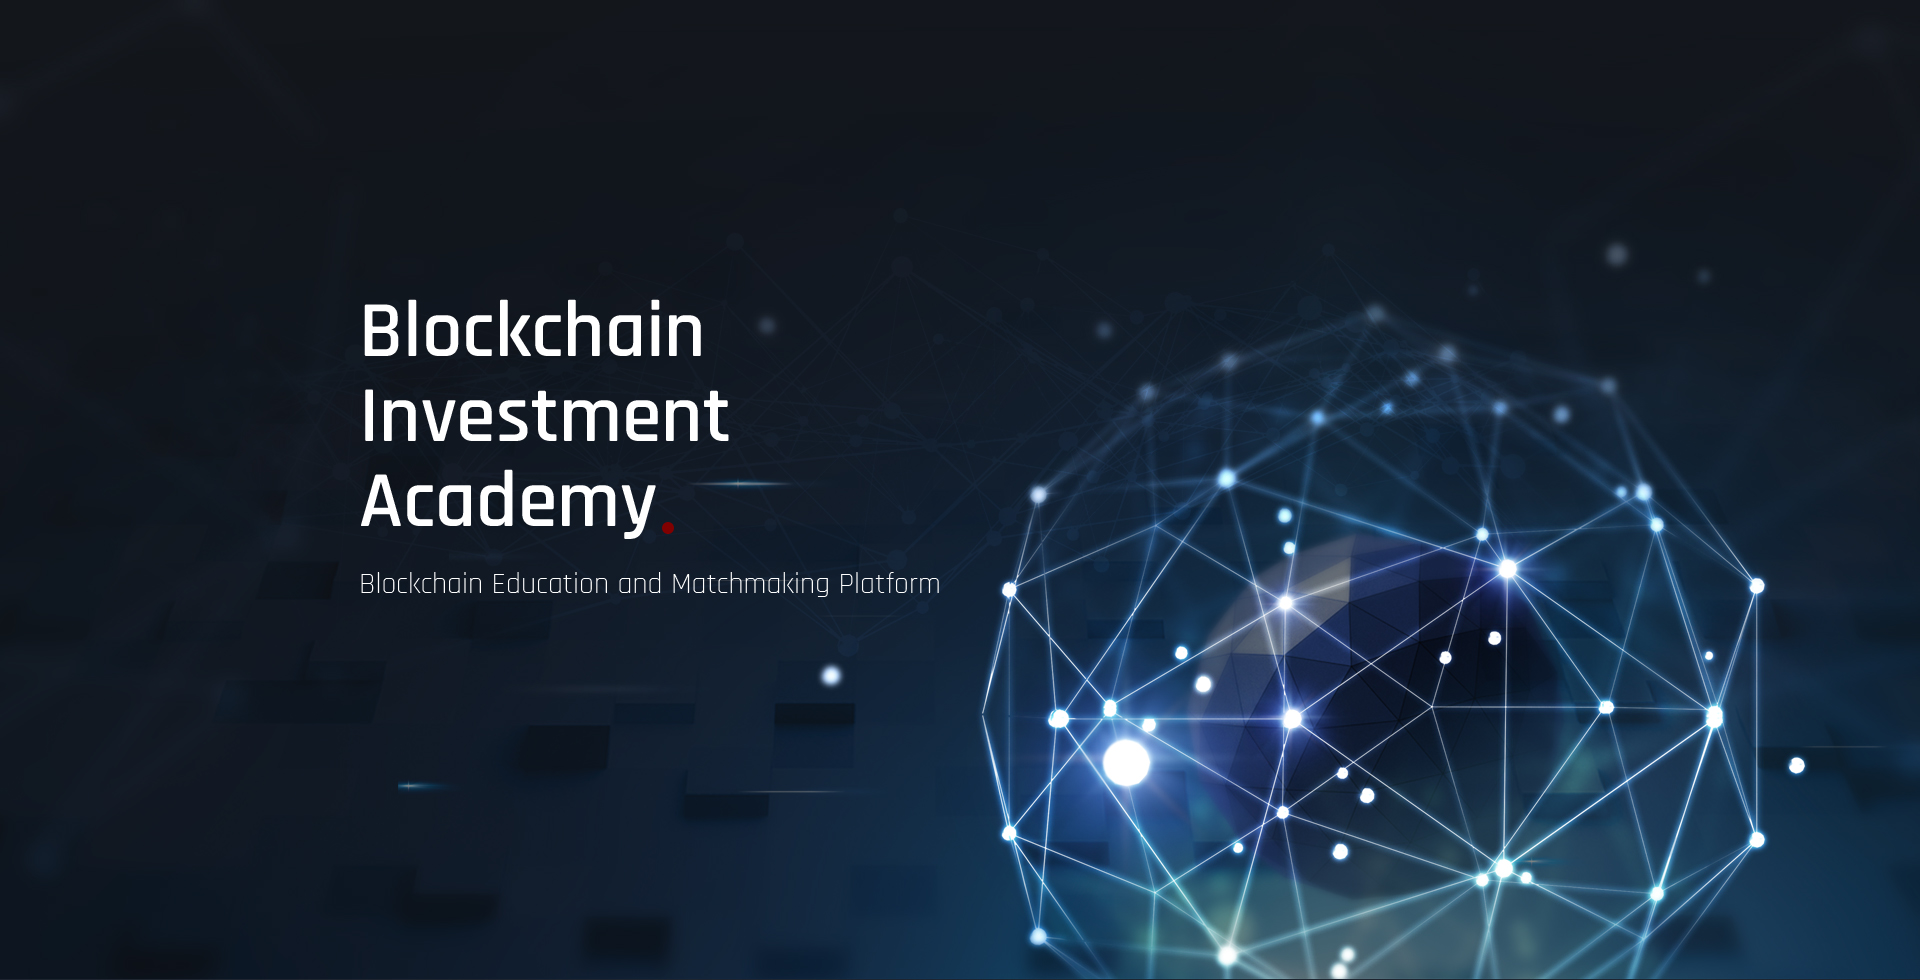 Blockchain
Investment
Academy.
Blockchain Education and Matchmaking Platform